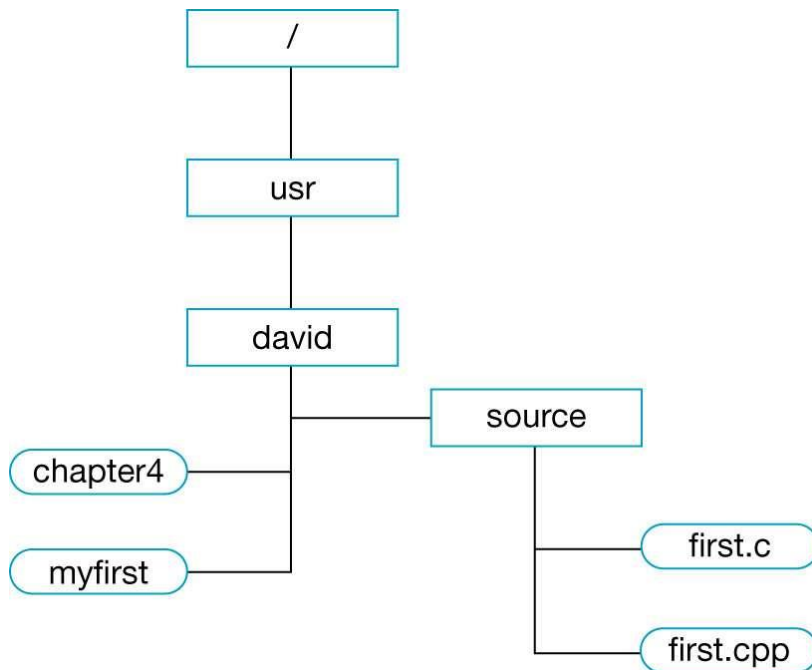 /
usr
david
source
chapter4
first.c
myfirst
first.cpp